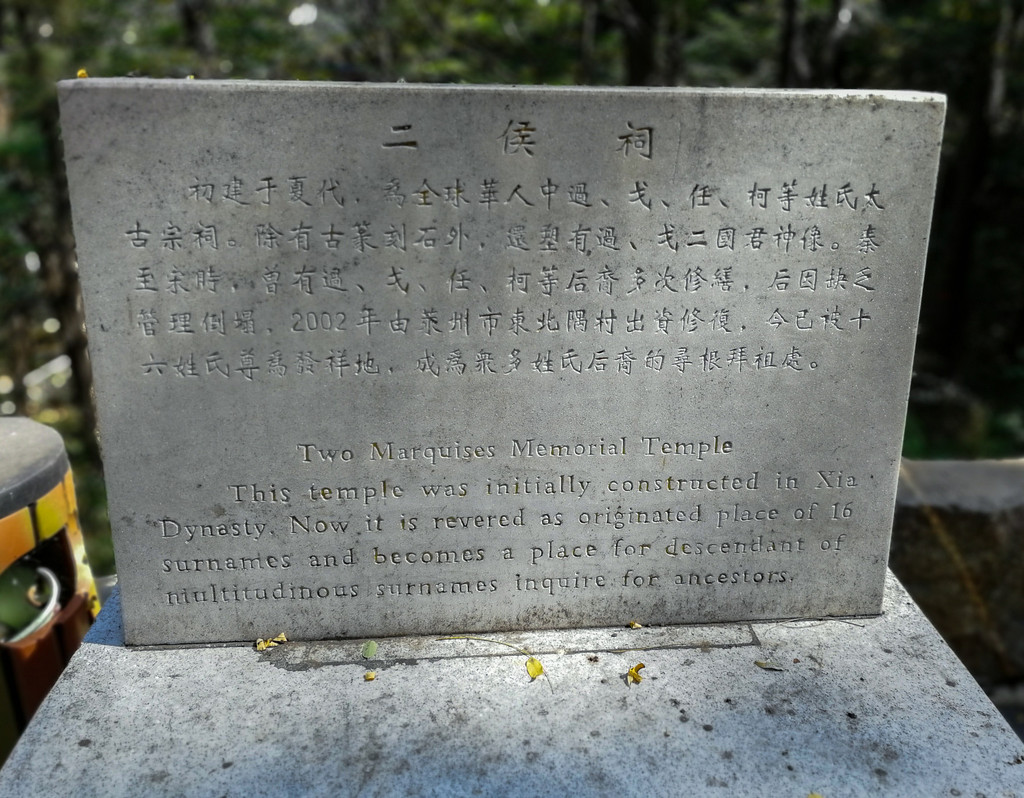 二侯祠
初建于夏代，為全球華人中過、戈、任、柯等姓氏太
古宗祠。除有古篆刻石外，還塑有過、戈二國君神像。秦
至宋時，曾有過、戈、任、柯等后裔多次修繕，后因缺乏
管理倒塌，2002年由萊州市東北隅村出資修復，今已被十
六姓氏尊為發祥地，成為衆多姓氏后裔的尋根拜祖處。
Two Marquises Memorial Temple
This temple was initially constructed in Xia
Dynasty. Now it is revered as originated place of 16
surnames and becomes a place for descendant of
niultitudinous surnames inquire for ancestors.